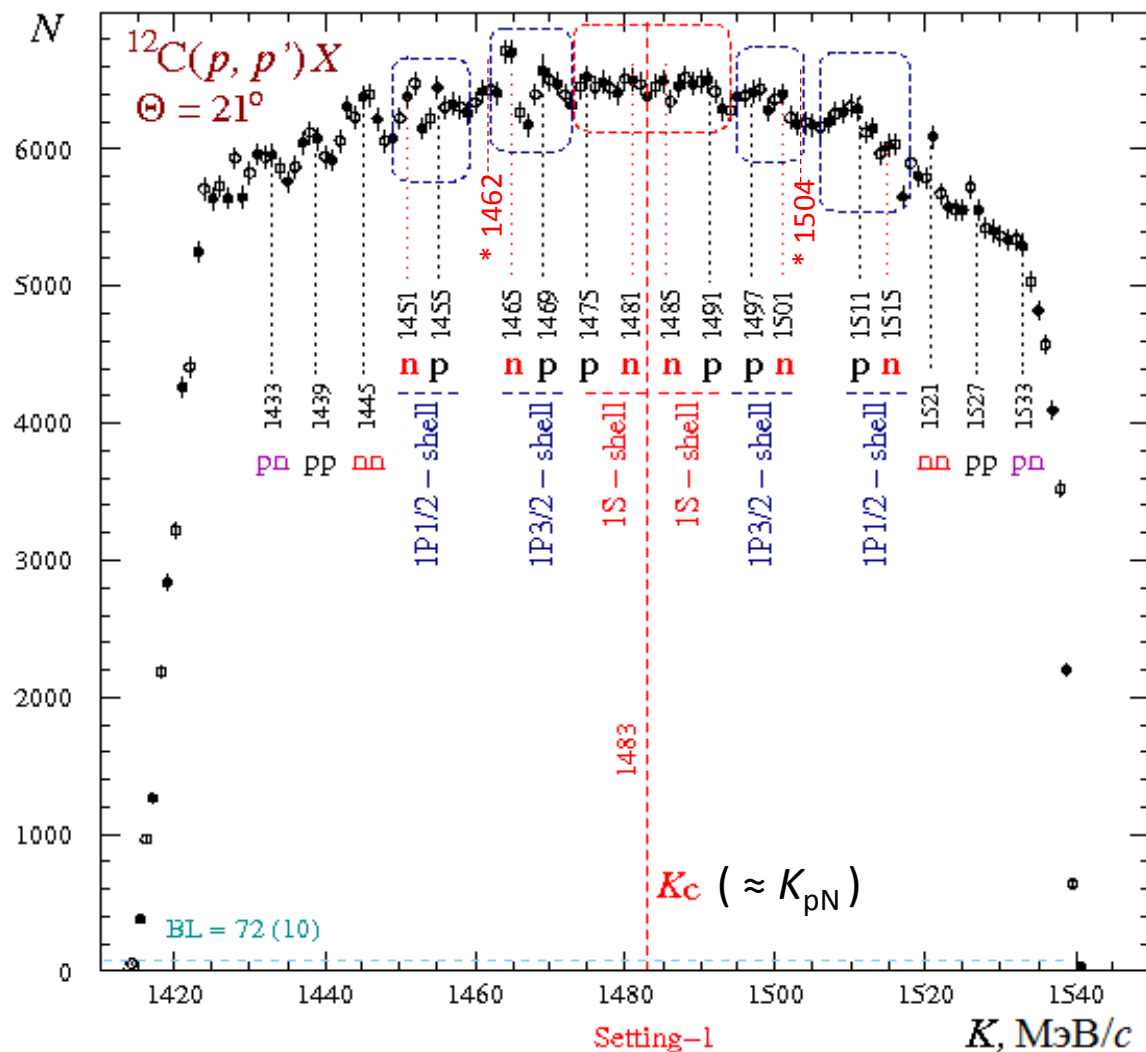 N
¹²C(p, p’)X
Θ = 21°
6000
5000
4000
3000
2000
1000
0
* 1462
* 1504
1451
1455
1465
1469
1475
1481
1485
1491
1497
1501
1511
1515
n p n p p n n p p n p n
1433
1439
1445
1521
1527
1533
pn pp nn
nn pp pn
1P1/2 – shell
1P3/2 – shell
1S – shell
1S – shell
1P3/2 – shell
1P1/2 – shell
1483
Kc ( ≈ KpN )
BL = 72 (10)
1420 1440 1460 1480 1500 1520 1540
Setting–1
K, МэВ/c